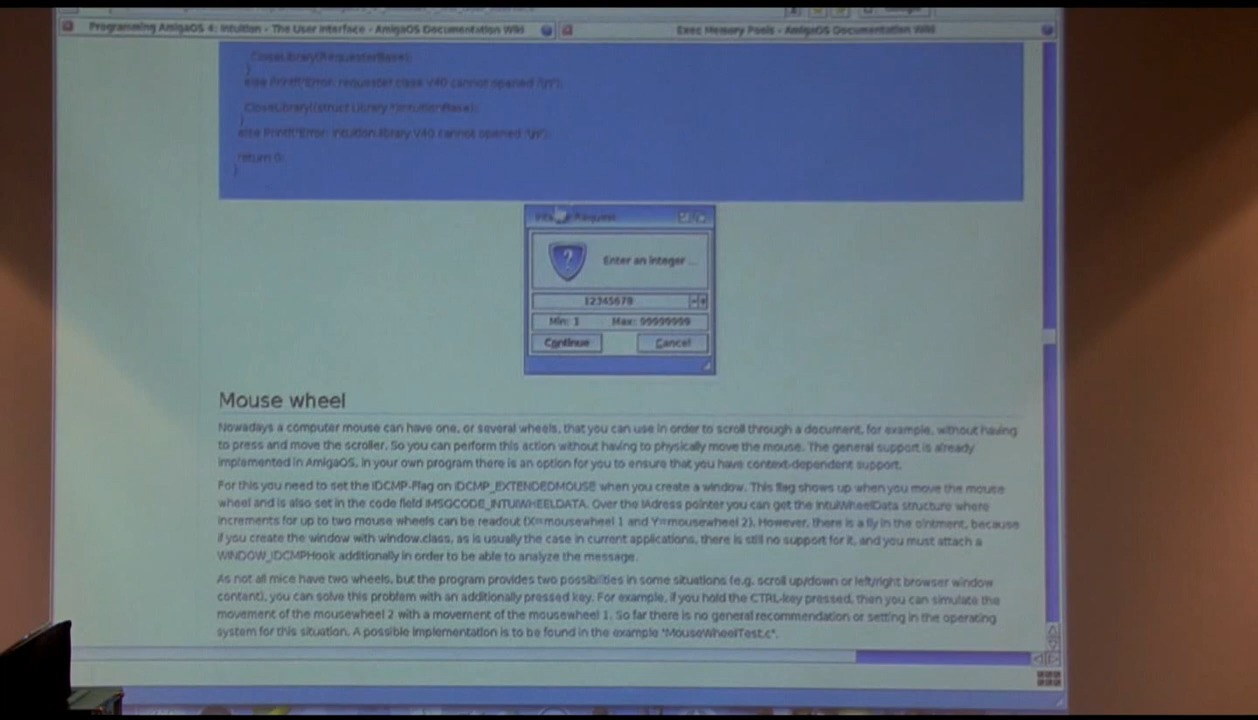 Programming AmigaOS 4: Intuition - The User Interface - AmigaOS Documentation Wiki
Exec Memory Pools - AmigaOS Documentation Wiki
CloseLibrary(RequesterBase);
}
else Printf("Error: requester class V40 cannot opened !\n");
CloseLibrary((struct Library *)IntuitionBase);
}
else Printf("Error: intuition.library V40 cannot opened !\n");
return 0;
}
Request
Enter an integer ...
12345678
Min: 1 Max: 99999999
Continue Cancel
Mouse wheel
Nowadays a computer mouse can have one, or several wheels, that you can use in order to scroll through a document, for example, without having
to press and move the scroller. So you can perform this action without having to physically move the mouse. The general support is already
implemented in AmigaOS. In your own program there is an option for you to ensure that you have context-dependent support.
For this you need to set the IDCMP-Flag on IDCMP_EXTENDEDMOUSE when you create a window. This flag shows up when you move the mouse
wheel and is also set in the code field IMSGCODE_INTUIWHEELDATA. Over the IAdress pointer you can get the IntuiWheelData structure where
increments for up to two mouse wheels can be readout (X=mousewheel 1 and Y=mousewheel 2). However, there is a fly in the ointment, because
if you create the window with window.class, as is usually the case in current applications, there is still no support for it, and you must attach a
WINDOW_IDCMPHook additionally in order to be able to analyze the message.
As not all mice have two wheels, but the program provides two possibilities in some situations (e.g. scroll up/down or left/right browser window
content), you can solve this problem with an additionally pressed key. For example, if you hold the CTRL-key pressed, then you can simulate the
movement of the mousewheel 2 with a movement of the mousewheel 1. So far there is no general recommendation or setting in the operating
system for this situation. A possible implementation is to be found in the example "MouseWheelTest.c".